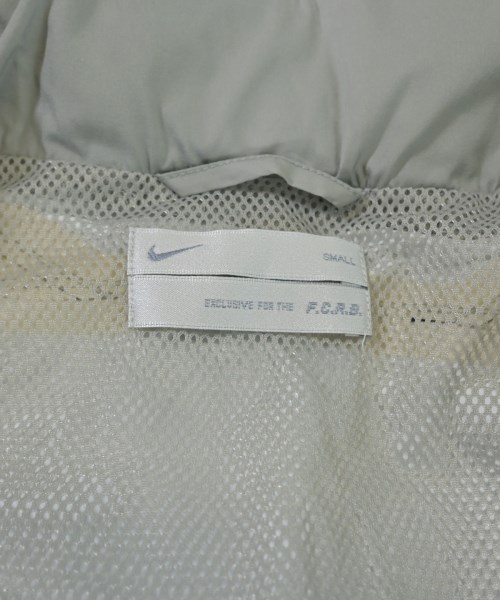 SMALL
EXCLUSIVE FOR THE F.C.R.B.